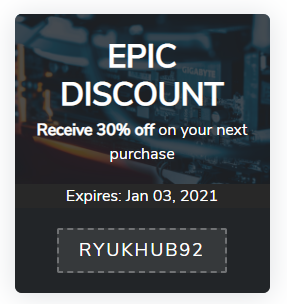 EPIC
DISCOUNT
Receive 30% off on your next
purchase
Expires: Jan 03, 2021
RYUKHUB92